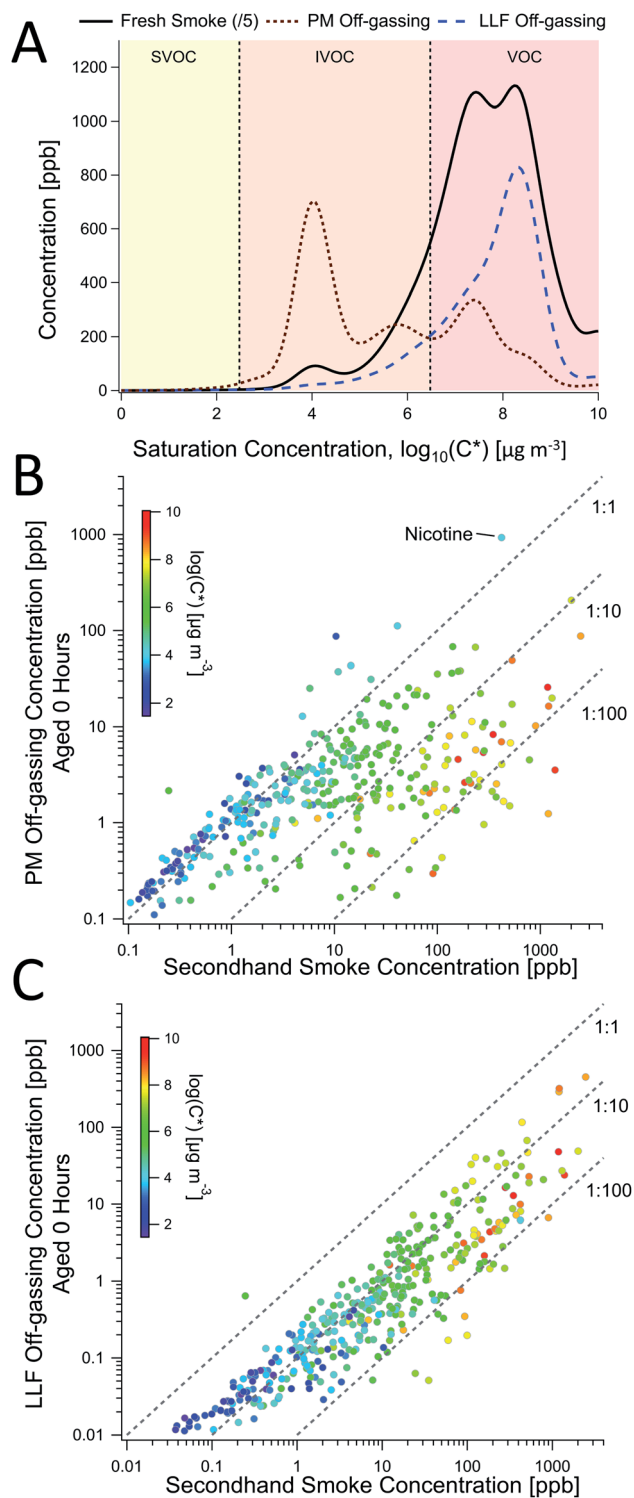 Fresh Smoke (/5) PM Off-gassing LLF Off-gassing
A
SVOC IVOC VOC
1200
1000
800
600
400
200
0
Concentration [ppb]
0 2 4 6 8 10
Saturation Concentration, log10(C*) [µg m-3]
B
10
8
6
4
2
log(C*) [µg m-3]
Nicotine
1:1
1:10
1:100
1000
100
10
1
0.1
PM Off-gassing Concentration [ppb]
Aged 0 Hours
0.1 1 10 100 1000
Secondhand Smoke Concentration [ppb]
C
10
8
6
4
2
log(C*) [µg m-3]
1:1
1:10
1:100
1000
100
10
1
0.1
0.01
LLF Off-gassing Concentration [ppb]
Aged 0 Hours
0.01 0.1 1 10 100 1000
Secondhand Smoke Concentration [ppb]